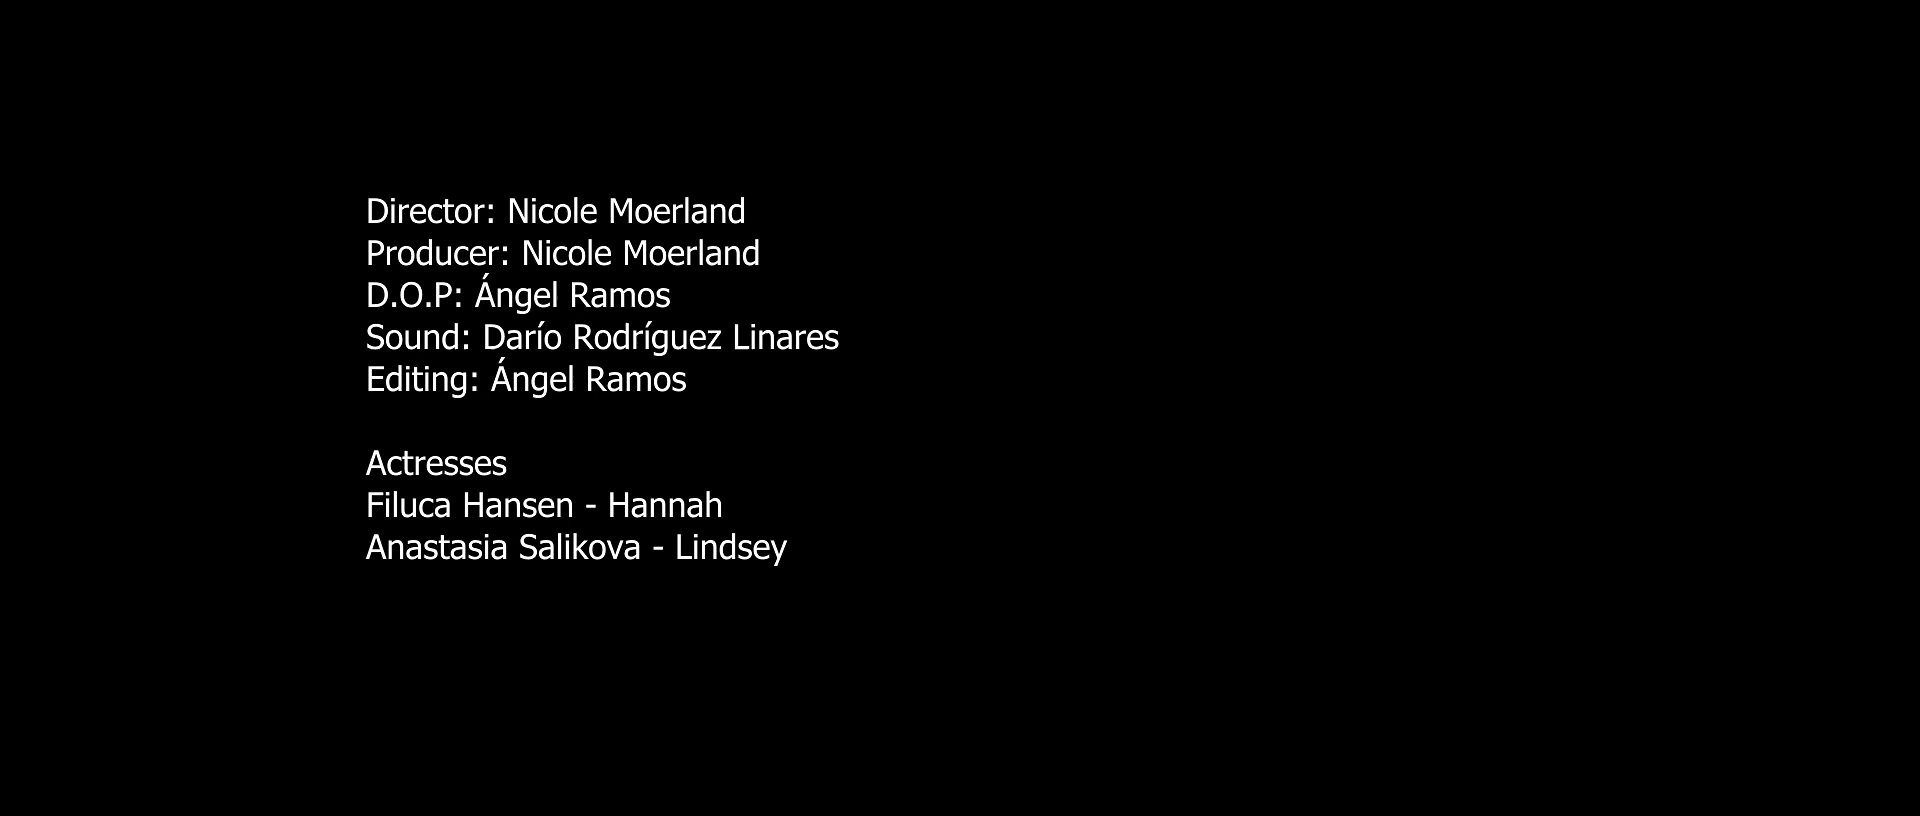 Director: Nicole Moerland
Producer: Nicole Moerland
D.O.P: Ángel Ramos
Sound: Darío Rodríguez Linares
Editing: Ángel Ramos
Actresses
Filuca Hansen - Hannah
Anastasia Salikova - Lindsey